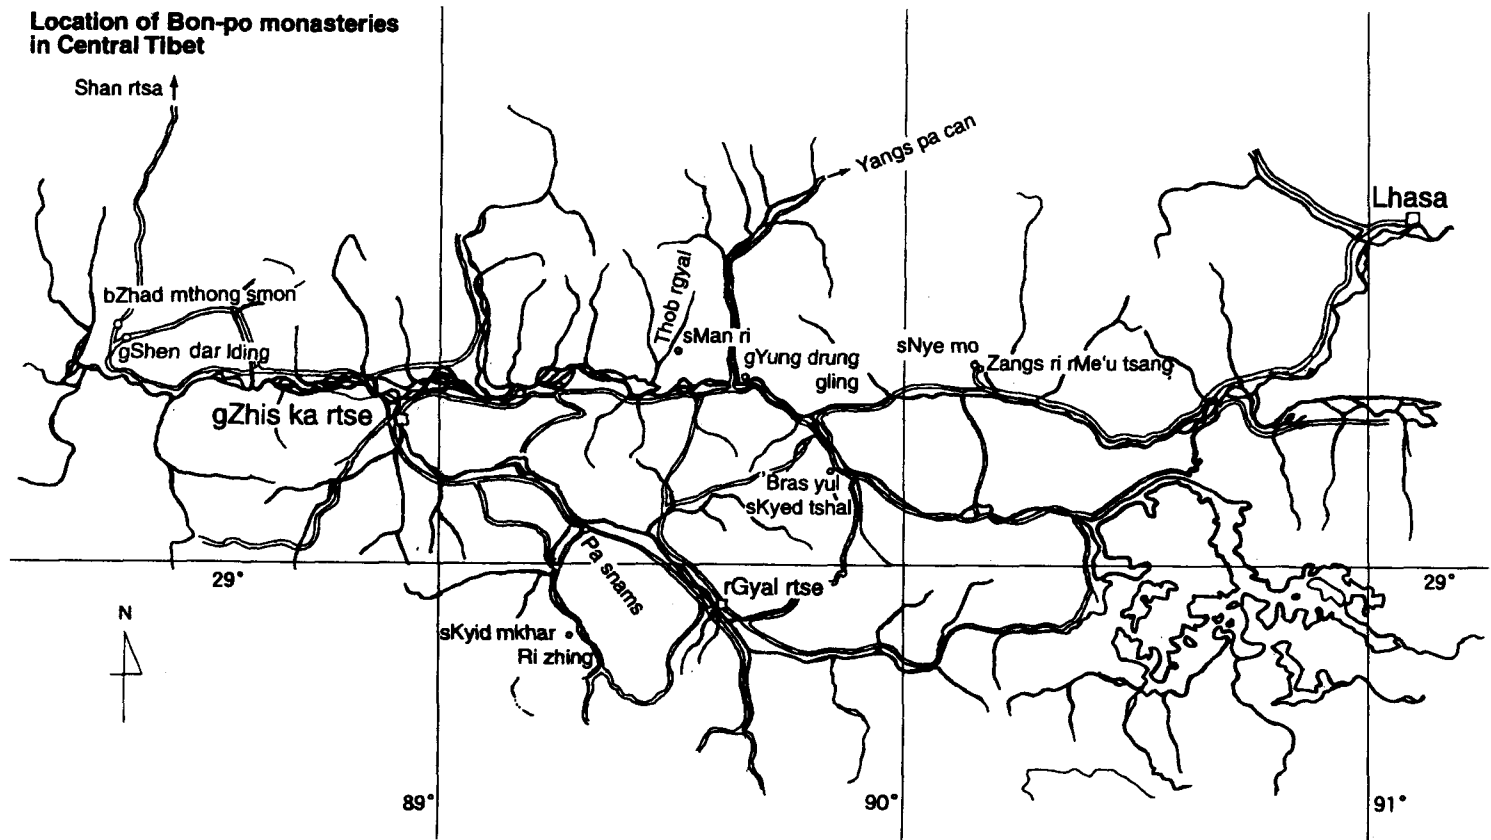 Location of Bon-po monasteries
in Central Tibet
Shan rtsa
Yangs pa can
Lhasa
bZhad mthong smon
Thob rgyal
sMan ri
gShen dar lding
gYung drung
gling
sNye mo
Zangs ri rMe'u tsang
gZhis ka rtse
'Bras yul
sKyed tshal
29°
29°
Pa snams
rGyal rtse
N
sKyid mkhar
Ri zhing
89°
90°
91°